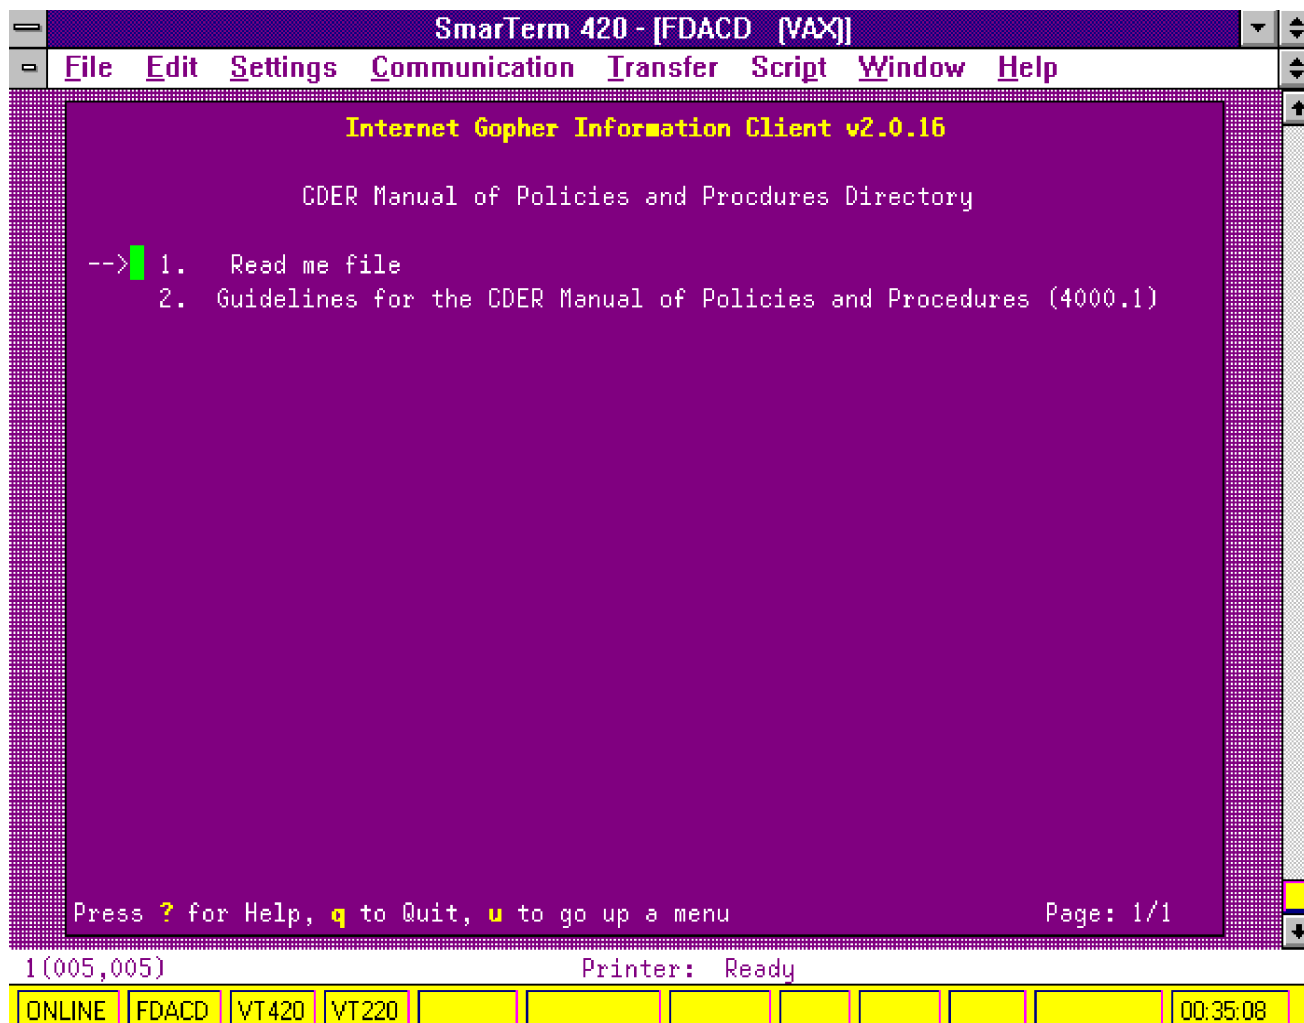 SmarTerm 420 - [FDACD (VAX)]
File Edit Settings Communication Transfer Script Window Help
Internet Gopher Information Client v2.0.16
CDER Manual of Policies and Procdures Directory
--> 1. Read me file
2. Guidelines for the CDER Manual of Policies and Procedures (4000.1)
Press ? for Help, q to Quit, u to go up a menu Page: 1/1
1(005,005) Printer: Ready
ONLINE FDACD VT420 VT220 00:35:08